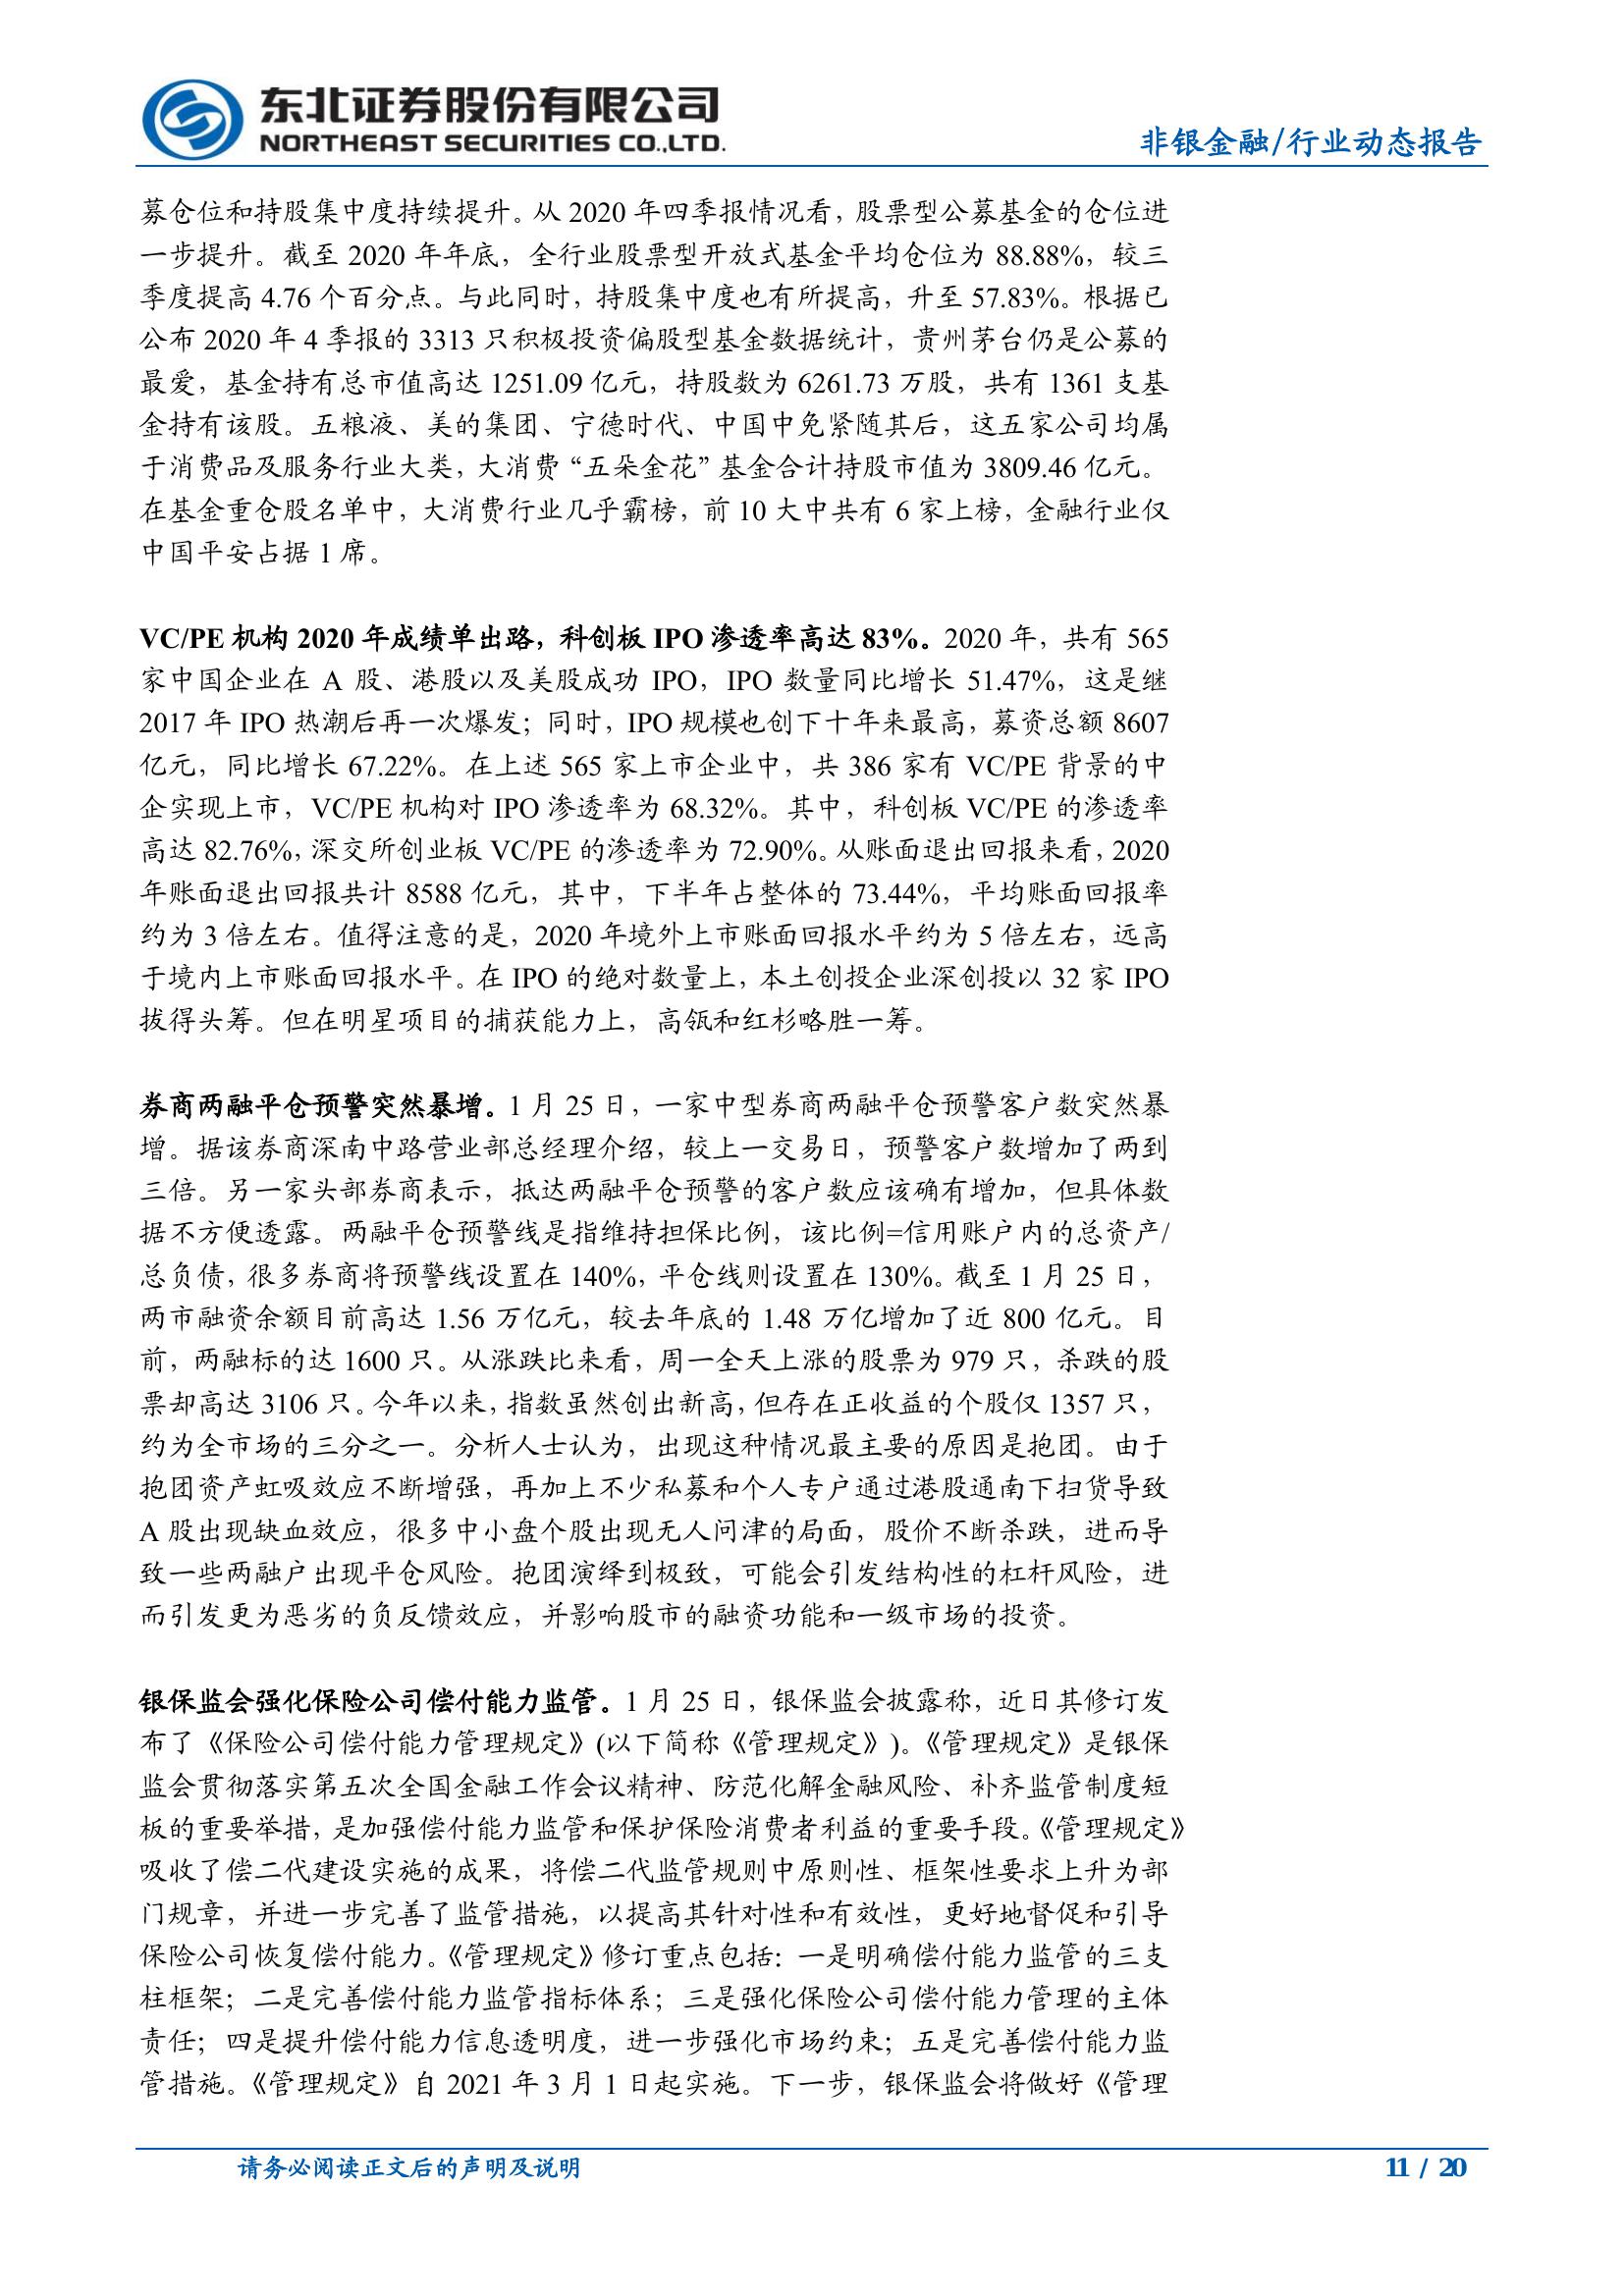 东北证券股份有限公司
NORTHEAST SECURITIES CO.,LTD.
非银金融/行业动态报告
募仓位和持股集中度持续提升。从 2020 年四季报情况看，股票型公募基金的仓位进
一步提升。截至 2020 年年底，全行业股票型开放式基金平均仓位为 88.88%，较三
季度提高 4.76 个百分点。与此同时，持股集中度也有所提高，升至 57.83%。根据已
公布 2020 年 4 季报的 3313 只积极投资偏股型基金数据统计，贵州茅台仍是公募的
最爱，基金持有总市值高达 1251.09 亿元，持股数为 6261.73 万股，共有 1361 支基
金持有该股。五粮液、美的集团、宁德时代、中国中免紧随其后，这五家公司均属
于消费品及服务行业大类，大消费“五朵金花”基金合计持股市值为 3809.46 亿元。
在基金重仓股名单中，大消费行业几乎霸榜，前 10 大中共有 6 家上榜，金融行业仅
中国平安占据 1 席。
VC/PE 机构 2020 年成绩单出路，科创板 IPO 渗透率高达 83%。2020 年，共有 565
家中国企业在 A 股、港股以及美股成功 IPO，IPO 数量同比增长 51.47%，这是继
2017 年 IPO 热潮后再一次爆发；同时，IPO 规模也创下十年来最高，募资总额 8607
亿元，同比增长 67.22%。在上述 565 家上市企业中，共 386 家有 VC/PE 背景的中
企实现上市，VC/PE 机构对 IPO 渗透率为 68.32%。其中，科创板 VC/PE 的渗透率
高达 82.76%，深交所创业板 VC/PE 的渗透率为 72.90%。从账面退出回报来看，2020
年账面退出回报共计 8588 亿元，其中，下半年占整体的 73.44%，平均账面回报率
约为 3 倍左右。值得注意的是，2020 年境外上市账面回报水平约为 5 倍左右，远高
于境内上市账面回报水平。在 IPO 的绝对数量上，本土创投企业深创投以 32 家 IPO
拔得头筹。但在明星项目的捕获能力上，高瓴和红杉略胜一筹。
券商两融平仓预警突然暴增。1 月 25 日，一家中型券商两融平仓预警客户数突然暴
增。据该券商深南中路营业部总经理介绍，较上一交易日，预警客户数增加了两到
三倍。另一家头部券商表示，抵达两融平仓预警的客户数应该确有增加，但具体数
据不方便透露。两融平仓预警线是指维持担保比例，该比例=信用账户内的总资产/
总负债，很多券商将预警线设置在 140%，平仓线则设置在 130%。截至 1 月 25 日，
两市融资余额目前高达 1.56 万亿元，较去年底的 1.48 万亿增加了近 800 亿元。目
前，两融标的达 1600 只。从涨跌比来看，周一全天上涨的股票为 979 只，杀跌的股
票却高达 3106 只。今年以来，指数虽然创出新高，但存在正收益的个股仅 1357 只，
约为全市场的三分之一。分析人士认为，出现这种情况最主要的原因是抱团。由于
抱团资产虹吸效应不断增强，再加上不少私募和个人专户通过港股通南下扫货导致
A 股出现缺血效应，很多中小盘个股出现无人问津的局面，股价不断杀跌，进而导
致一些两融户出现平仓风险。抱团演绎到极致，可能会引发结构性的杠杆风险，进
而引发更为恶劣的负反馈效应，并影响股市的融资功能和一级市场的投资。
银保监会强化保险公司偿付能力监管。1 月 25 日，银保监会披露称，近日其修订发
布了《保险公司偿付能力管理规定》(以下简称《管理规定》)。《管理规定》是银保
监会贯彻落实第五次全国金融工作会议精神、防范化解金融风险、补齐监管制度短
板的重要举措，是加强偿付能力监管和保护保险消费者利益的重要手段。《管理规定》
吸收了偿二代建设实施的成果，将偿二代监管规则中原则性、框架性要求上升为部
门规章，并进一步完善了监管措施，以提高其针对性和有效性，更好地督促和引导
保险公司恢复偿付能力。《管理规定》修订重点包括：一是明确偿付能力监管的三支
柱框架；二是完善偿付能力监管指标体系；三是强化保险公司偿付能力管理的主体
责任；四是提升偿付能力信息透明度，进一步强化市场约束；五是完善偿付能力监
管措施。《管理规定》自 2021 年 3 月 1 日起实施。下一步，银保监会将做好《管理
请务必阅读正文后的声明及说明
11 / 20